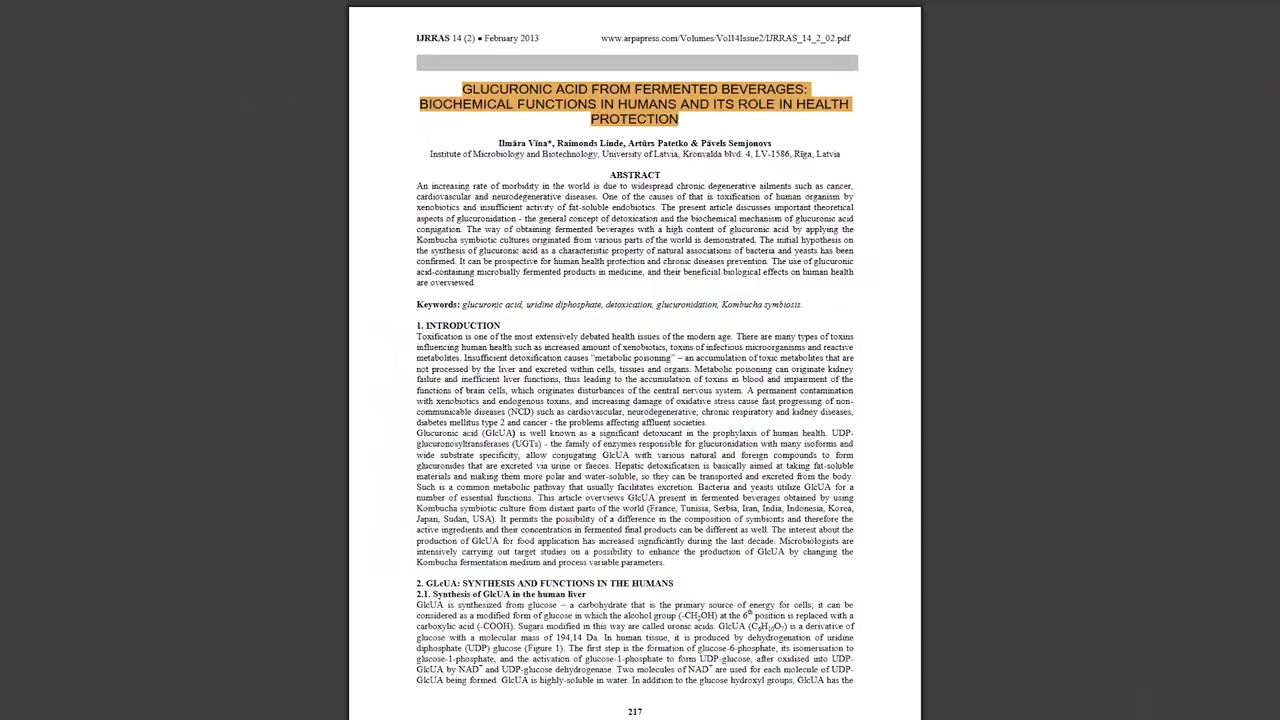 IJRRAS 14 (2) ● February 2013 www.arpapress.com/Volumes/Vol14Issue2/IJRRAS_14_2_02.pdf
GLUCURONIC ACID FROM FERMENTED BEVERAGES:
BIOCHEMICAL FUNCTIONS IN HUMANS AND ITS ROLE IN HEALTH
PROTECTION
Ilmāra Vīna*, Raimonds Linde, Artūrs Patetko & Pāvels Semjonovs
Institute of Microbiology and Biotechnology, University of Latvia, Kronvalda blvd. 4, LV-1586, Rīga, Latvia
ABSTRACT
An increasing rate of morbidity in the world is due to widespread chronic degenerative ailments such as cancer,
cardiovascular and neurodegenerative diseases. One of the causes of that is toxification of human organism by
xenobiotics and insufficient activity of fat-soluble endobiotics. The present article discusses important theoretical
aspects of glucuronidation - the general concept of detoxication and the biochemical mechanism of glucuronic acid
conjugation. The way of obtaining fermented beverages with a high content of glucuronic acid by applying the
Kombucha symbiotic cultures originated from various parts of the world is demonstrated. The initial hypothesis on
the synthesis of glucuronic acid as a characteristic property of natural associations of bacteria and yeasts has been
confirmed. It can be prospective for human health protection and chronic diseases prevention. The use of glucuronic
acid-containing microbially fermented products in medicine, and their beneficial biological effects on human health
are overviewed.
Keywords: glucuronic acid, uridine diphosphate, detoxication, glucuronidation, Kombucha symbiosis.
1. INTRODUCTION
Toxification is one of the most extensively debated health issues of the modern age. There are many types of toxins
influencing human health such as increased amount of xenobiotics, toxins of infectious microorganisms and reactive
metabolites. Insufficient detoxification causes “metabolic poisoning” – an accumulation of toxic metabolites that are
not processed by the liver and excreted within cells, tissues and organs. Metabolic poisoning can originate kidney
failure and inefficient liver functions, thus leading to the accumulation of toxins in blood and impairment of the
functions of brain cells, which originates disturbances of the central nervous system. A permanent contamination
with xenobiotics and endogenous toxins, and increasing damage of oxidative stress cause fast progressing of non-
communicable diseases (NCD) such as cardiovascular, neurodegenerative, chronic respiratory and kidney diseases,
diabetes mellitus type 2 and cancer - the problems affecting affluent societies.
Glucuronic acid (GlcUA) is well known as a significant detoxicant in the prophylaxis of human health. UDP-
glucuronosyltransferases (UGTs) - the family of enzymes responsible for glucuronidation with many isoforms and
wide substrate specificity, allow conjugating GlcUA with various natural and foreign compounds to form
glucuronides that are excreted via urine or faeces. Hepatic detoxification is basically aimed at taking fat-soluble
materials and making them more polar and water-soluble, so they can be transported and excreted from the body.
Such is a common metabolic pathway that usually facilitates excretion. Bacteria and yeasts utilize GlcUA for a
number of essential functions. This article overviews GlcUA present in fermented beverages obtained by using
Kombucha symbiotic culture from distant parts of the world (France, Tunissia, Serbia, Iran, India, Indonesia, Korea,
Japan, Sudan, USA). It permits the possibility of a difference in the composition of symbionts and therefore the
active ingredients and their concentration in fermented final products can be different as well. The interest about the
production of GlcUA for food application has increased significantly during the last decade. Microbiologists are
intensively carrying out target studies on a possibility to enhance the production of GlcUA by changing the
Kombucha fermentation medium and process variable parameters.
2. GLcUA: SYNTHESIS AND FUNCTIONS IN THE HUMANS
2.1. Synthesis of GlcUA in the human liver
GlcUA is synthesized from glucose – a carbohydrate that is the primary source of energy for cells; it can be
considered as a modified form of glucose in which the alcohol group (-CH₂OH) at the 6th position is replaced with a
carboxylic acid (-COOH). Sugars modified in this way are called uronic acids. GlcUA (C₆H₁₀O₇) is a derivative of
glucose with a molecular mass of 194,14 Da. In human tissue, it is produced by dehydrogenation of uridine
diphosphate (UDP) glucose (Figure 1). The first step is the formation of glucose-6-phosphate, its isomerisation to
glucose-1-phosphate, and the activation of glucose-1-phosphate to form UDP-glucose, after oxidised into UDP-
GlcUA by NAD⁺ and UDP-glucose dehydrogenase. Two molecules of NAD⁺ are used for each molecule of UDP-
GlcUA being formed. GlcUA is highly-soluble in water. In addition to the glucose hydroxyl groups, GlcUA has the
217